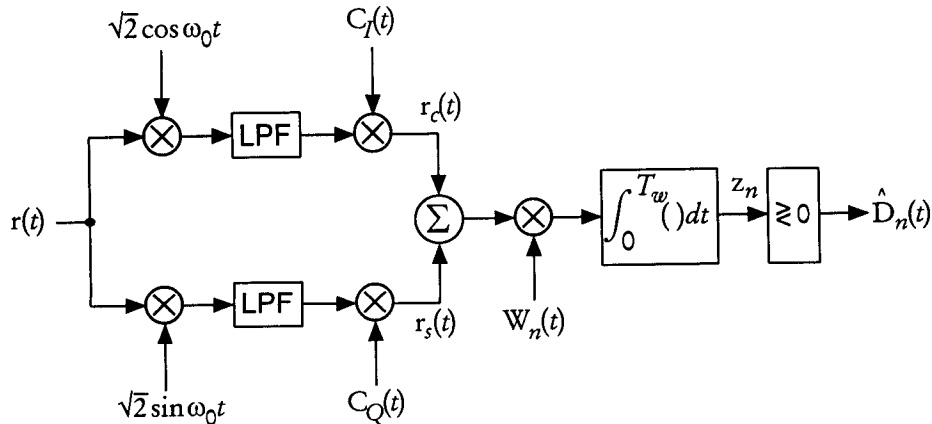 √2 cos ω₀t
C_I(t)
LPF
r_c(t)
r(t)
Σ
∫₀^{T_w} ( ) dt
z_n
≷ 0
D̂_n(t)
W_n(t)
LPF
r_s(t)
√2 sin ω₀t
C_Q(t)